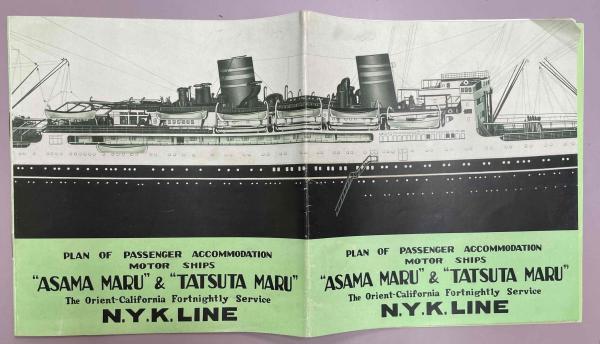 PLAN OF PASSENGER ACCOMMODATION
MOTOR SHIPS
"ASAMA MARU" & "TATSUTA MARU"
The Orient-California Fortnightly Service
N.Y.K. LINE
PLAN OF PASSENGER ACCOMMODATION
MOTOR SHIPS
"ASAMA MARU" & "TATSUTA MARU"
The Orient-California Fortnightly Service
N.Y.K. LINE